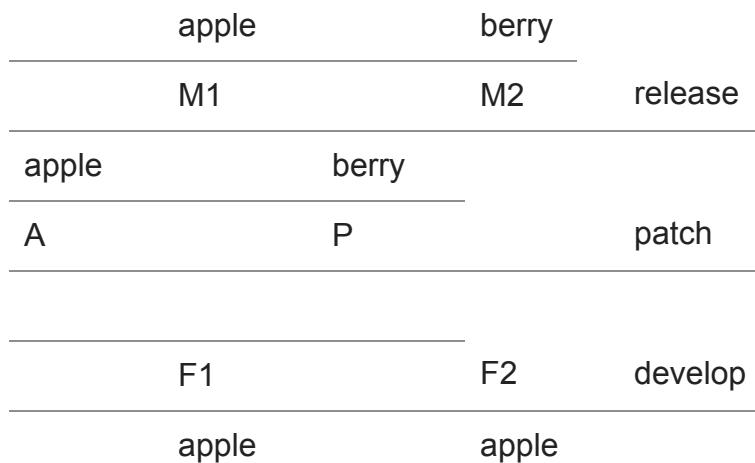 apple berry
M1 M2 release
apple berry
A P patch
F1 F2 develop
apple apple